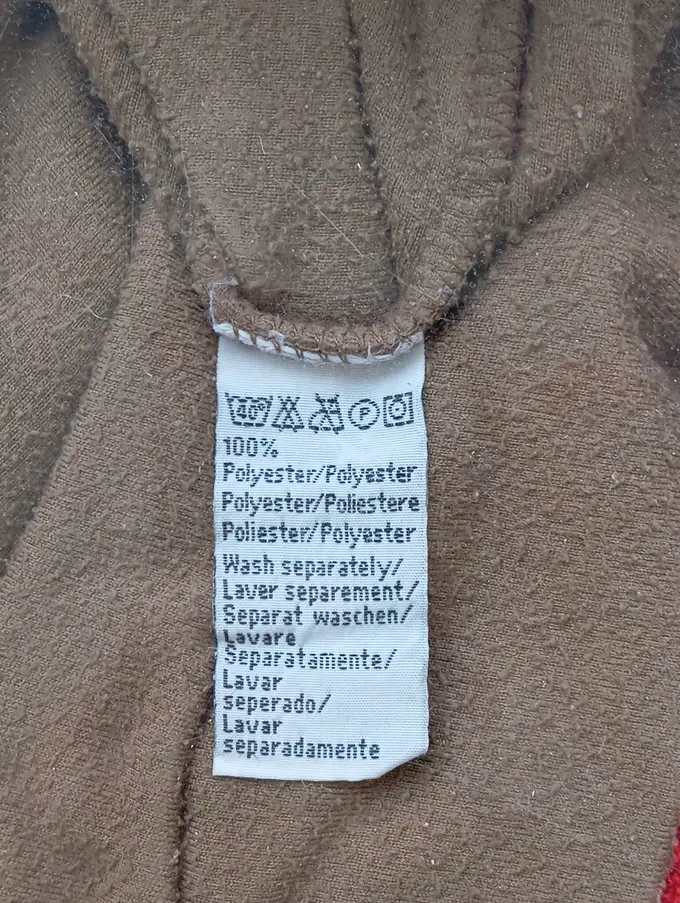 40° P
100%
Polyester/Polyester
Polyester/Poliestere
Poliester/Polyester
Wash separately/
Laver separement/
Separat waschen/
Lavare
Separatamente/
Lavar
seperado/
Lavar
separadamente